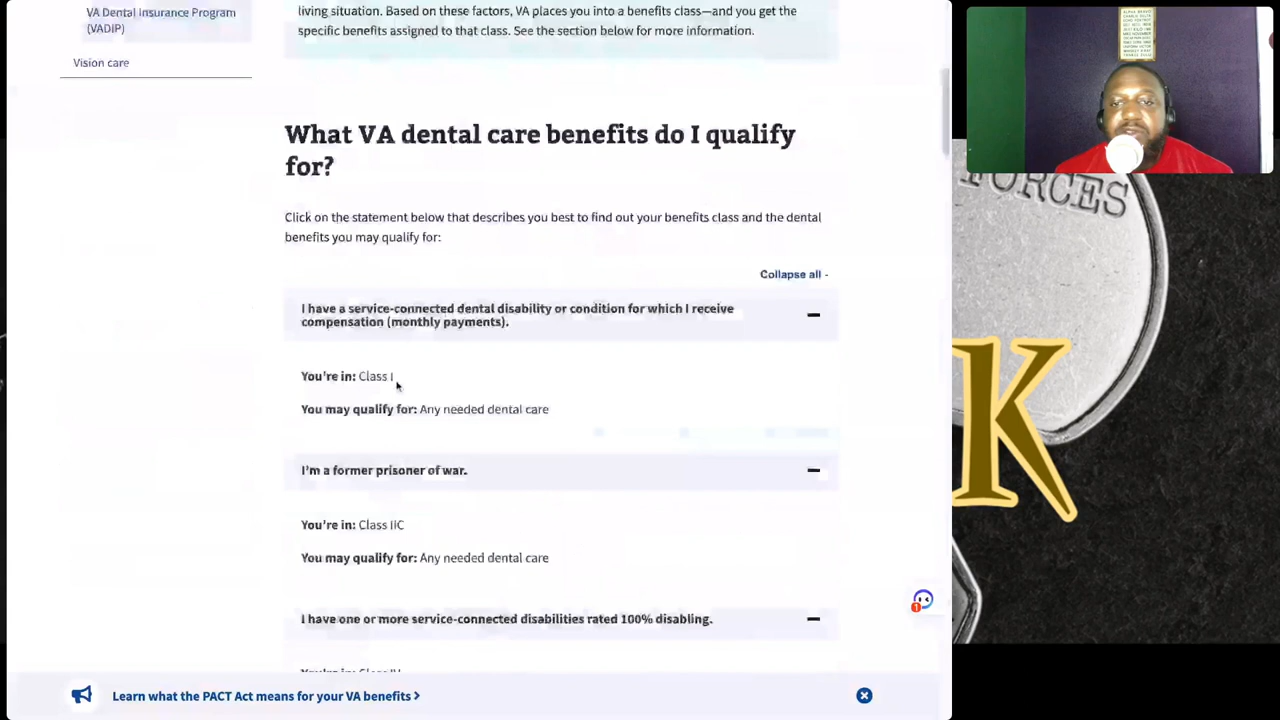 VA Dental Insurance Program
(VADIP)
Vision care
living situation. Based on these factors, VA places you into a benefits class—and you get the
specific benefits assigned to that class. See the section below for more information.
What VA dental care benefits do I qualify
for?
Click on the statement below that describes you best to find out your benefits class and the dental
benefits you may qualify for:
Collapse all -
I have a service-connected dental disability or condition for which I receive
compensation (monthly payments).
You're in: Class I
You may qualify for: Any needed dental care
I'm a former prisoner of war.
You're in: Class IIC
You may qualify for: Any needed dental care
I have one or more service-connected disabilities rated 100% disabling.
Learn what the PACT Act means for your VA benefits
1
FORCES
K